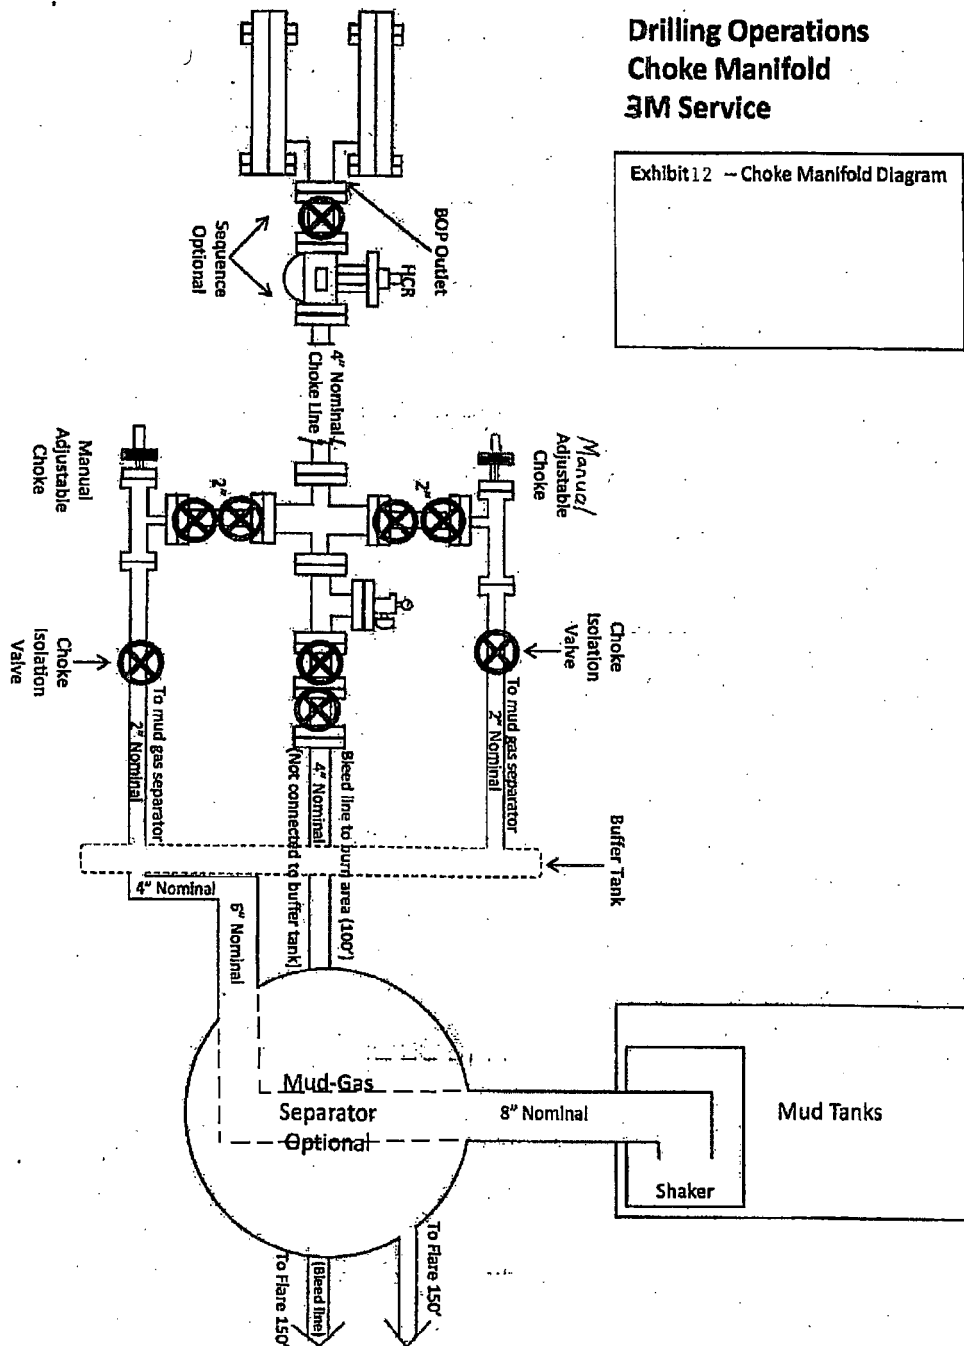 Drilling Operations
Choke Manifold
3M Service
Exhibit 12 - Choke Manifold Diagram
BOP Outlet
HCR
Sequence
Optional
4" Nominal
Choke Line
Manual
Adjustable
Choke
Manual
Adjustable
Choke
2"
2"
Choke
Isolation
Valve
Choke
Isolation
Valve
To mud gas separator
2" Nominal
To mud gas separator
2" Nominal
Bleed line to burn area (100')
4" Nominal
(Not connected to buffer tank)
Buffer Tank
4" Nominal
6" Nominal
Mud-Gas
Separator
Optional
8" Nominal
Mud Tanks
Shaker
To Flare 150'
(Bleed line)
To Flare 150'